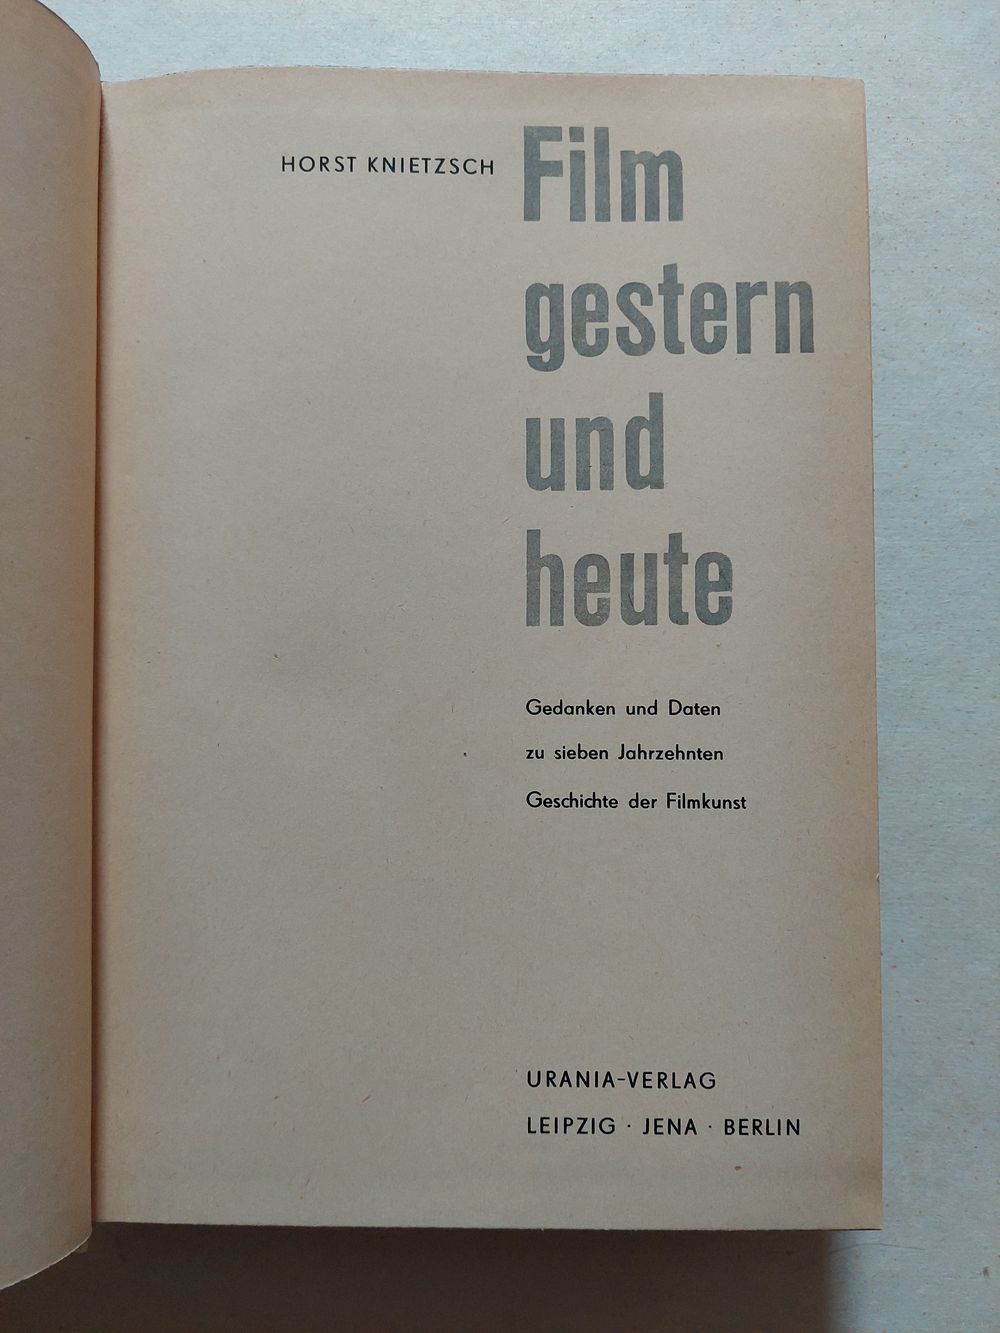 HORST KNIETZSCH
Film
gestern
und
heute
Gedanken und Daten
zu sieben Jahrzehnten
Geschichte der Filmkunst
URANIA-VERLAG
LEIPZIG · JENA · BERLIN